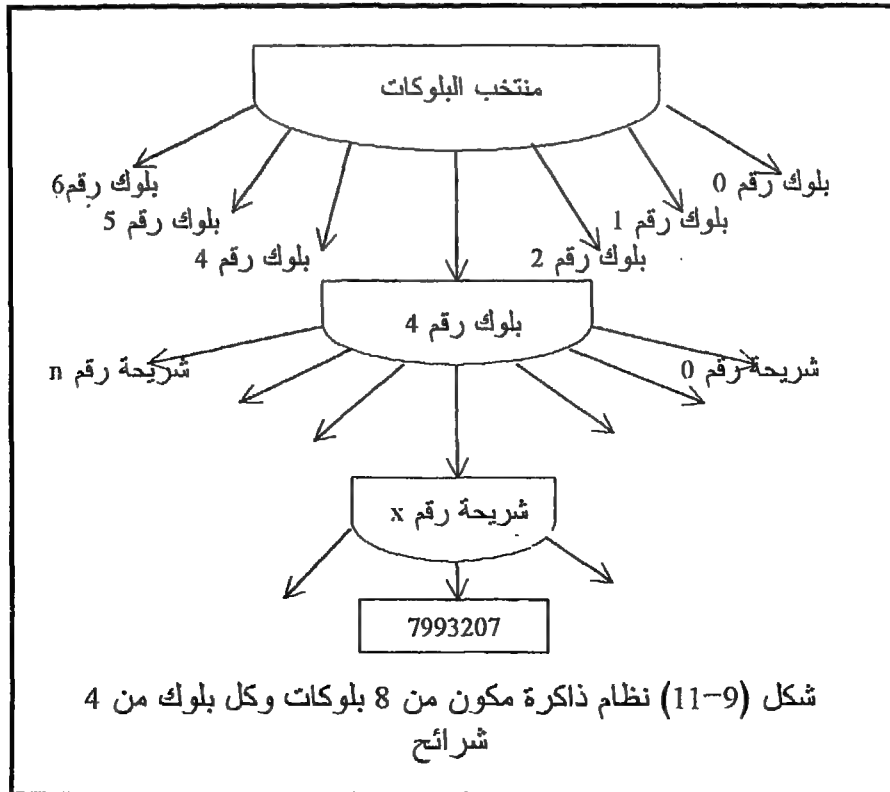 منتخب البلوكات
بلوك رقم 0
بلوك رقم6
بلوك رقم 1
بلوك رقم 5
بلوك رقم 2
بلوك رقم 4
بلوك رقم 4
شريحة رقم 0
شريحة رقم n
شريحة رقم x
7993207
شكل (9-11) نظام ذاكرة مكون من 8 بلوكات وكل بلوك من 4
شرائح